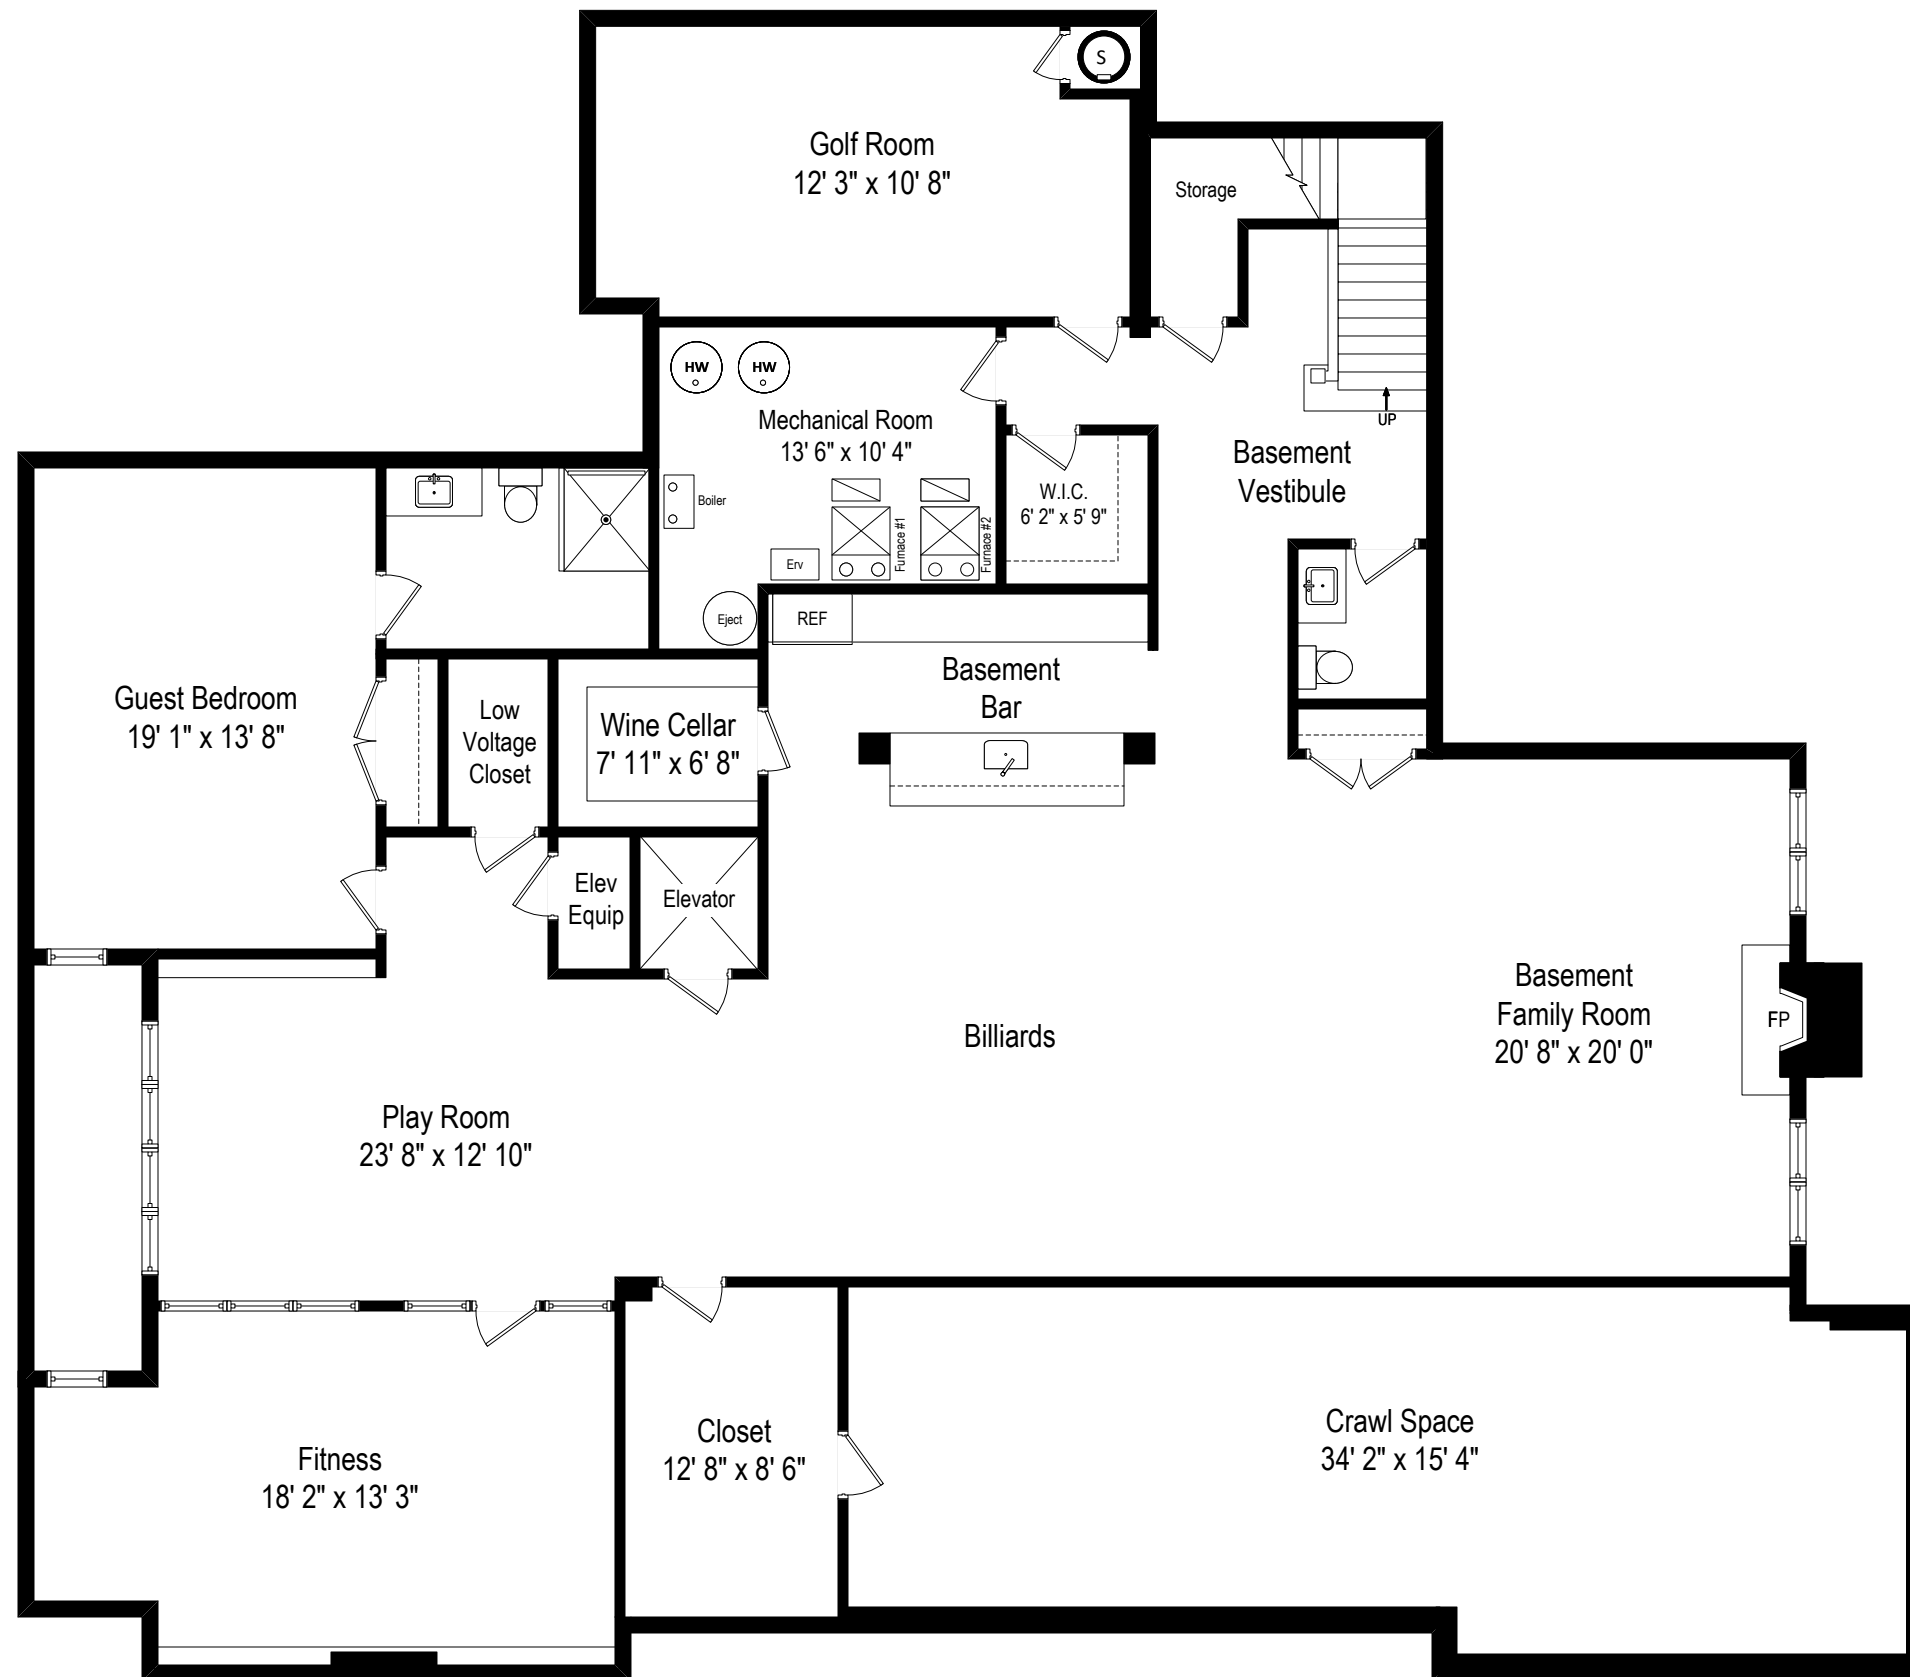 S
Golf Room
12' 3" x 10' 8"
Storage
HW
HW
Mechanical Room
13' 6" x 10' 4"
UP
Basement
Vestibule
Boiler
W.I.C.
6' 2" x 5' 9"
Furnace #1
Furnace #2
Erv
Eject
REF
Basement
Bar
Guest Bedroom
19' 1" x 13' 8"
Low
Voltage
Closet
Wine Cellar
7' 11" x 6' 8"
Elev
Equip
Elevator
Billiards
Basement
Family Room
20' 8" x 20' 0"
FP
Play Room
23' 8" x 12' 10"
Fitness
18' 2" x 13' 3"
Closet
12' 8" x 8' 6"
Crawl Space
34' 2" x 15' 4"